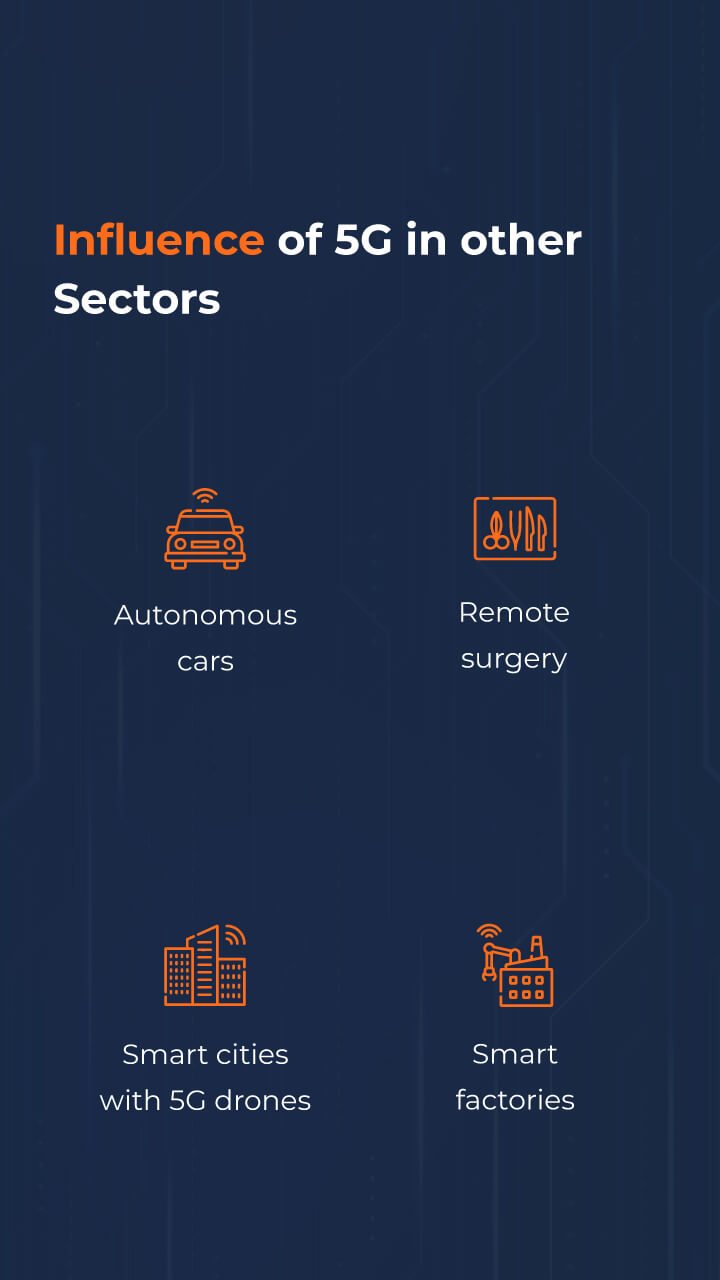 Influence of 5G in other
Sectors
Autonomous
cars
Remote
surgery
Smart cities
with 5G drones
Smart
factories